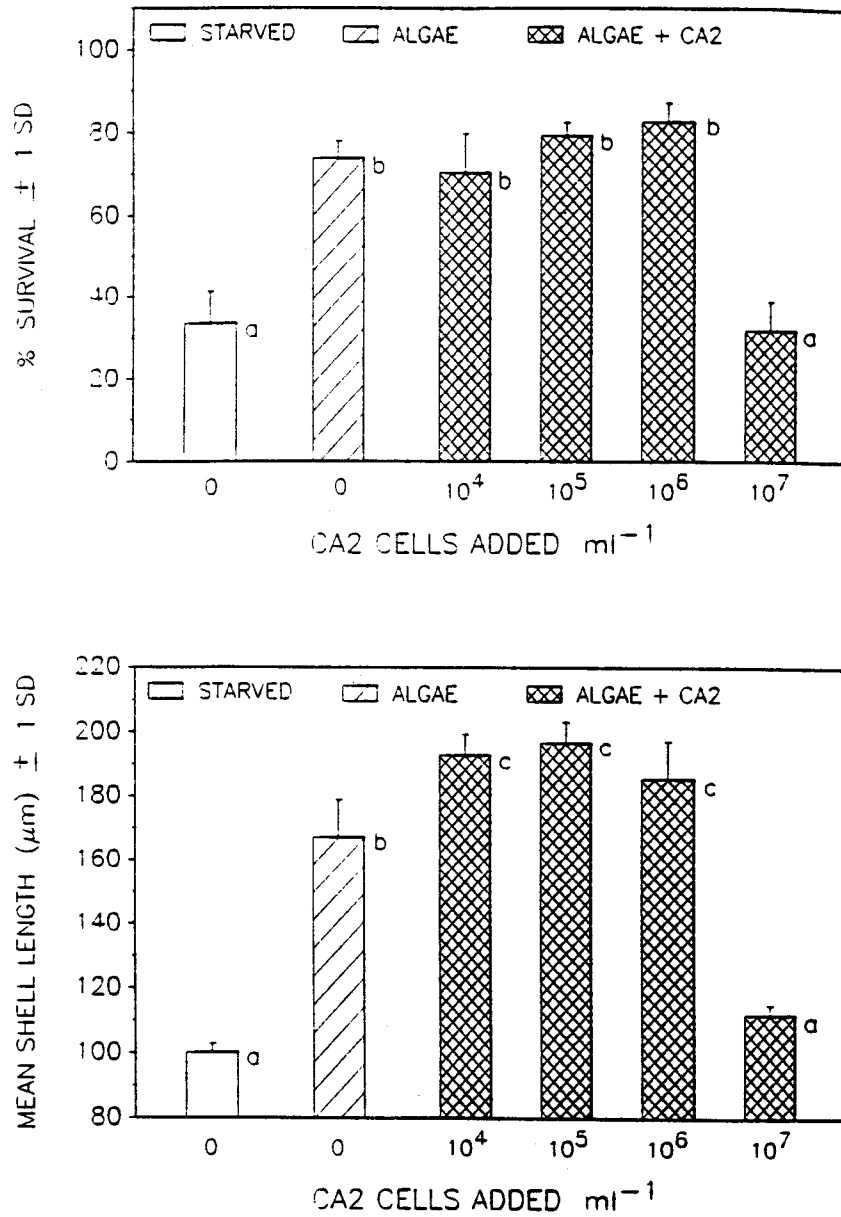 STARVED ALGAE ALGAE + CA2
% SURVIVAL ± 1 SD
100
80
60
40
20
0
b
b
b
b
a
a
0 0 10⁴ 10⁵ 10⁶ 10⁷
CA2 CELLS ADDED ml⁻¹
STARVED ALGAE ALGAE + CA2
MEAN SHELL LENGTH (μm) ± 1 SD
220
200
180
160
140
120
100
80
a
b
c
c
c
a
0 0 10⁴ 10⁵ 10⁶ 10⁷
CA2 CELLS ADDED ml⁻¹